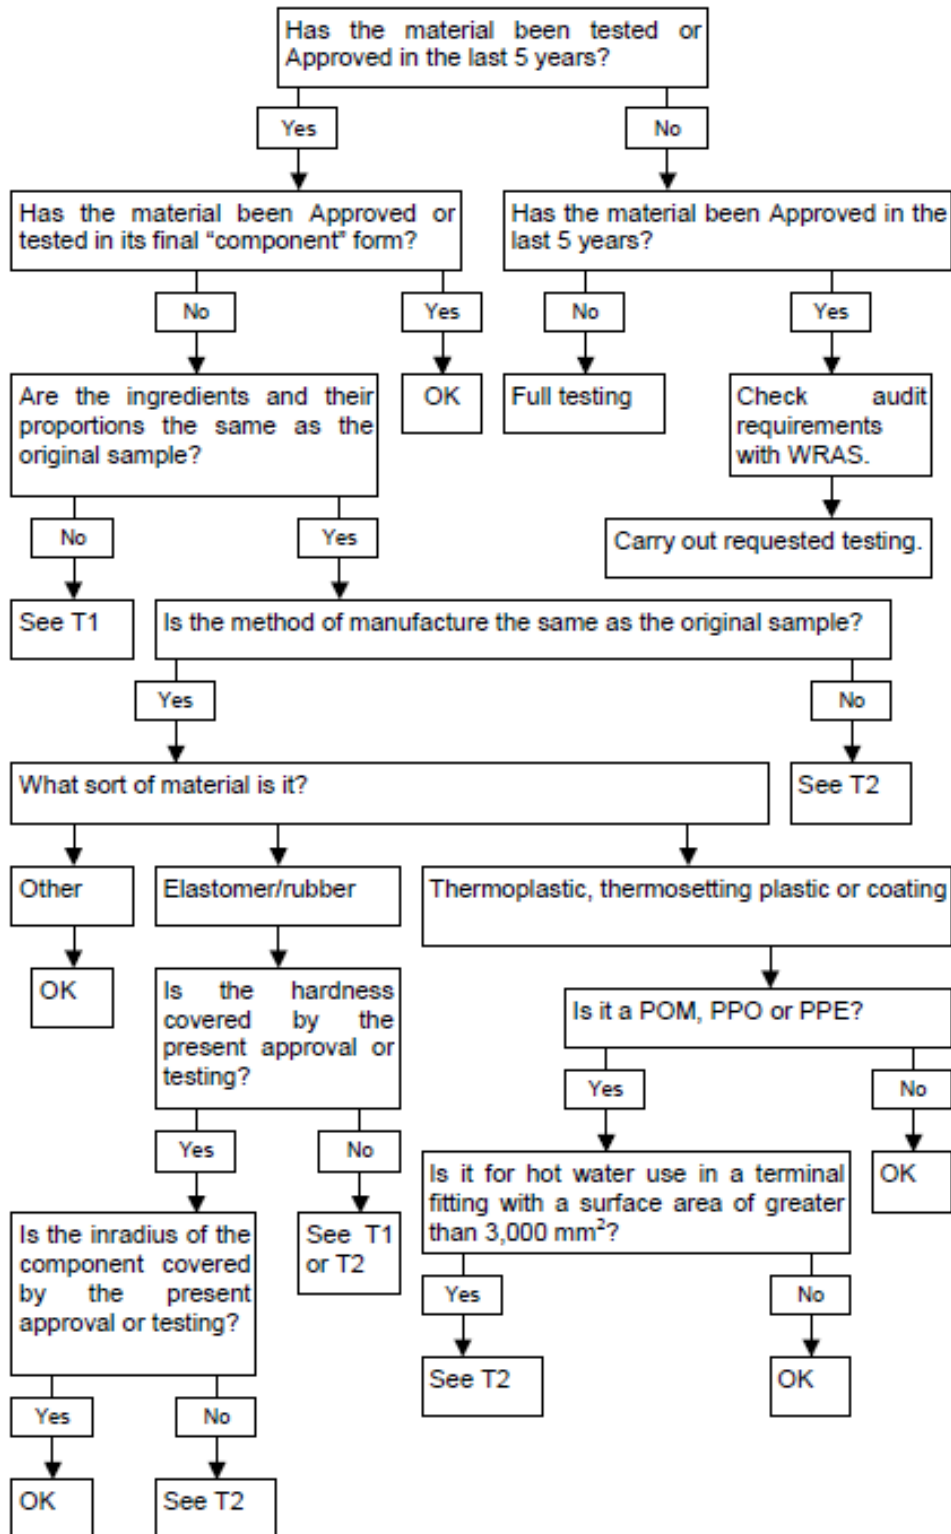 Has the material been tested or
Approved in the last 5 years?
Yes
No
Has the material been Approved or
tested in its final “component” form?
Has the material been Approved in the
last 5 years?
No
Yes
No
Yes
Are the ingredients and their
proportions the same as the
original sample?
OK
Full testing
Check audit
requirements
with WRAS.
No
Yes
Carry out requested testing.
See T1
Is the method of manufacture the same as the original sample?
Yes
No
What sort of material is it?
See T2
Other
Elastomer/rubber
Thermoplastic, thermosetting plastic or coating
OK
Is the hardness
covered by the
present approval or
testing?
Is it a POM, PPO or PPE?
Yes
No
Yes
No
Is it for hot water use in a terminal
fitting with a surface area of greater
than 3,000 mm²?
OK
Is the inradius of the
component covered
by the present
approval or testing?
See T1
or T2
Yes
No
See T2
OK
Yes
No
OK
See T2